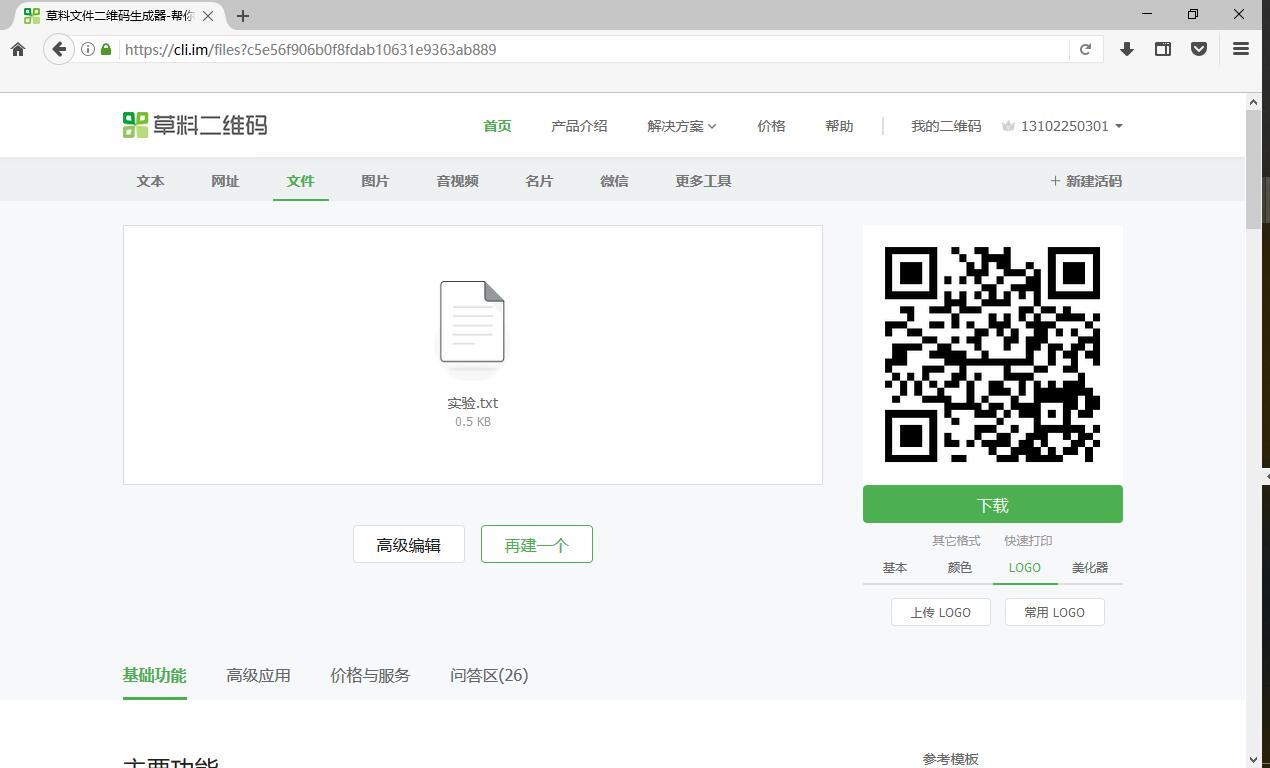 草料文件二维码生成器-帮你
https://cli.im/files?c5e56f906b0f8fdab10631e9363ab889
草料二维码
首页 产品介绍 解决方案 价格 帮助 我的二维码 13102250301
文本 网址 文件 图片 音视频 名片 微信 更多工具 + 新建活码
实验.txt
0.5 KB
高级编辑 再建一个
下载
其它格式 快速打印
基本 颜色 LOGO 美化器
上传 LOGO 常用 LOGO
基础功能 高级应用 价格与服务 问答区(26)
主要功能
参考模板